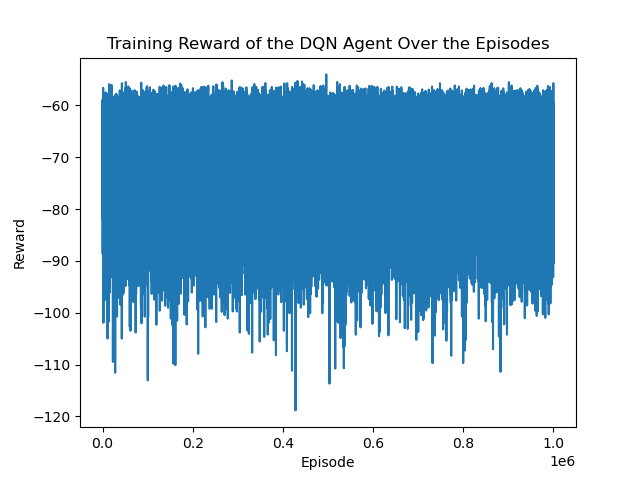 Training Reward of the DQN Agent Over the Episodes
Reward
−60
−70
−80
−90
−100
−110
−120
0.0 0.2 0.4 0.6 0.8 1.0
1e6
Episode